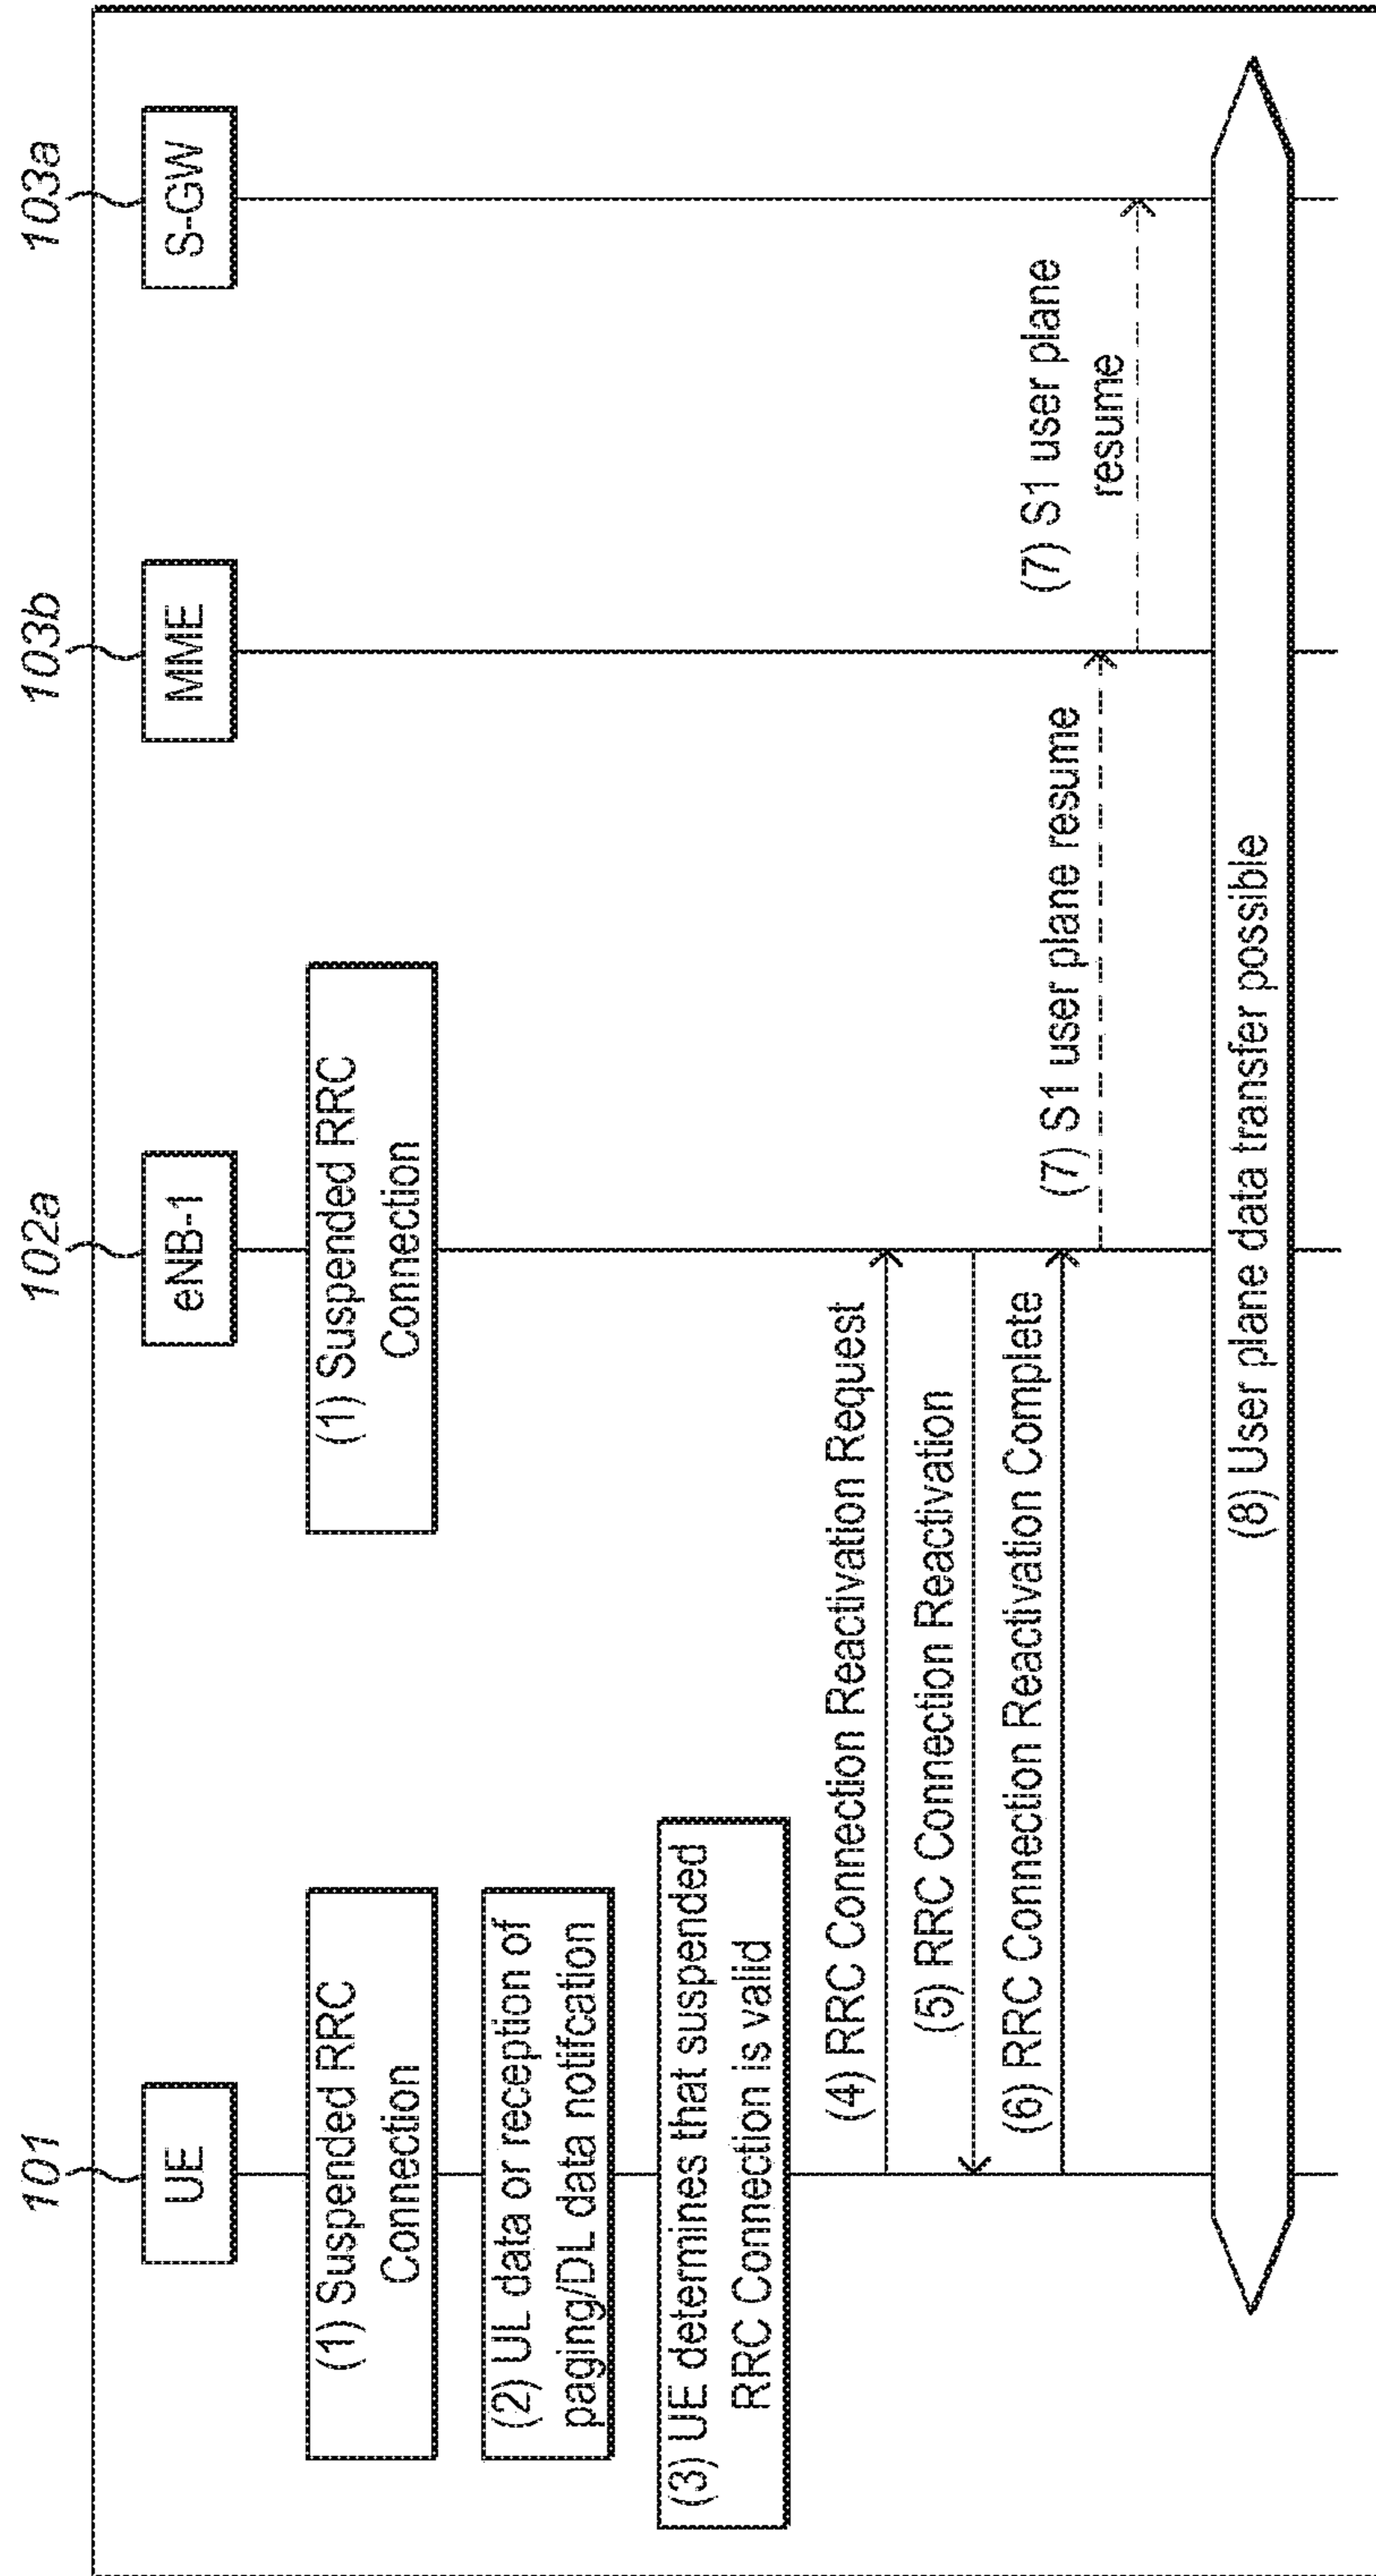 101
102a
103b
103a
UE
eNB-1
MME
S-GW
(1) Suspended RRC
Connection
(1) Suspended RRC
Connection
(2) UL data or reception of
paging/DL data notifcation
(3) UE determines that suspended
RRC Connection is valid
(4) RRC Connection Reactivation Request
(5) RRC Connection Reactivation
(6) RRC Connection Reactivation Complete
(7) S1 user plane resume
(7) S1 user plane
resume
(8) User plane data transfer possible